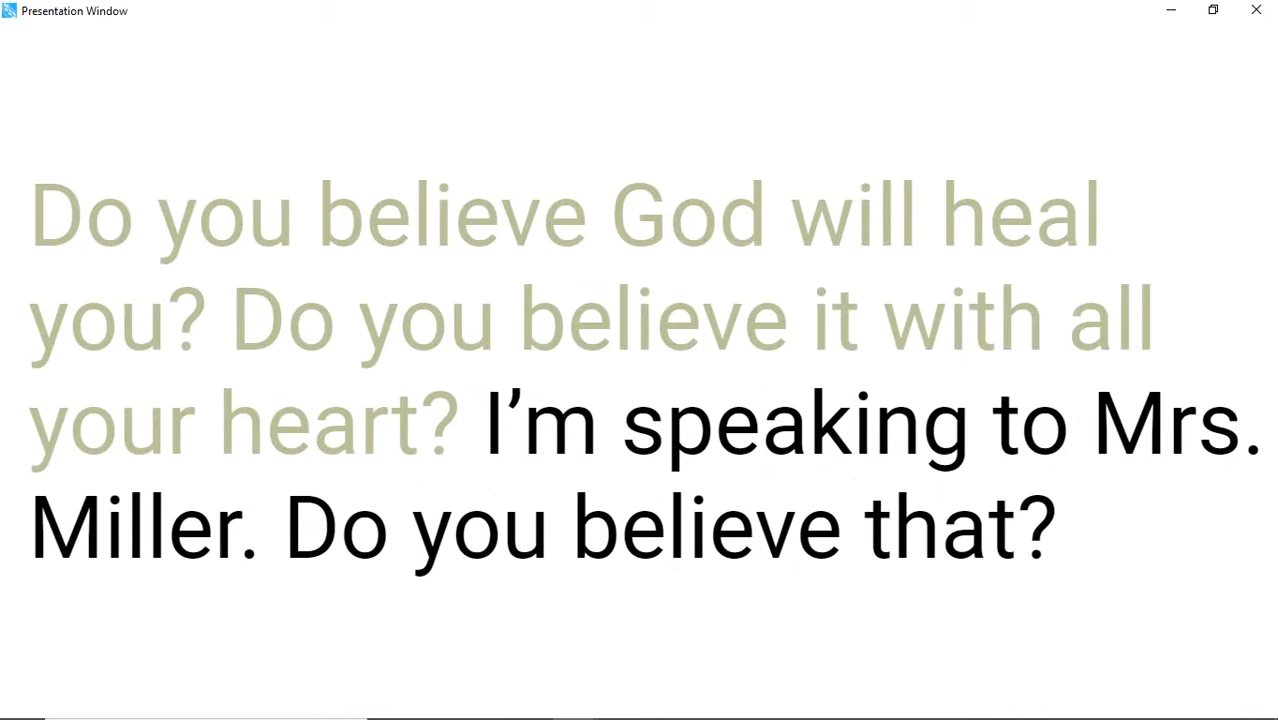 Presentation Window
Do you believe God will heal
you? Do you believe it with all
your heart? I’m speaking to Mrs.
Miller. Do you believe that?